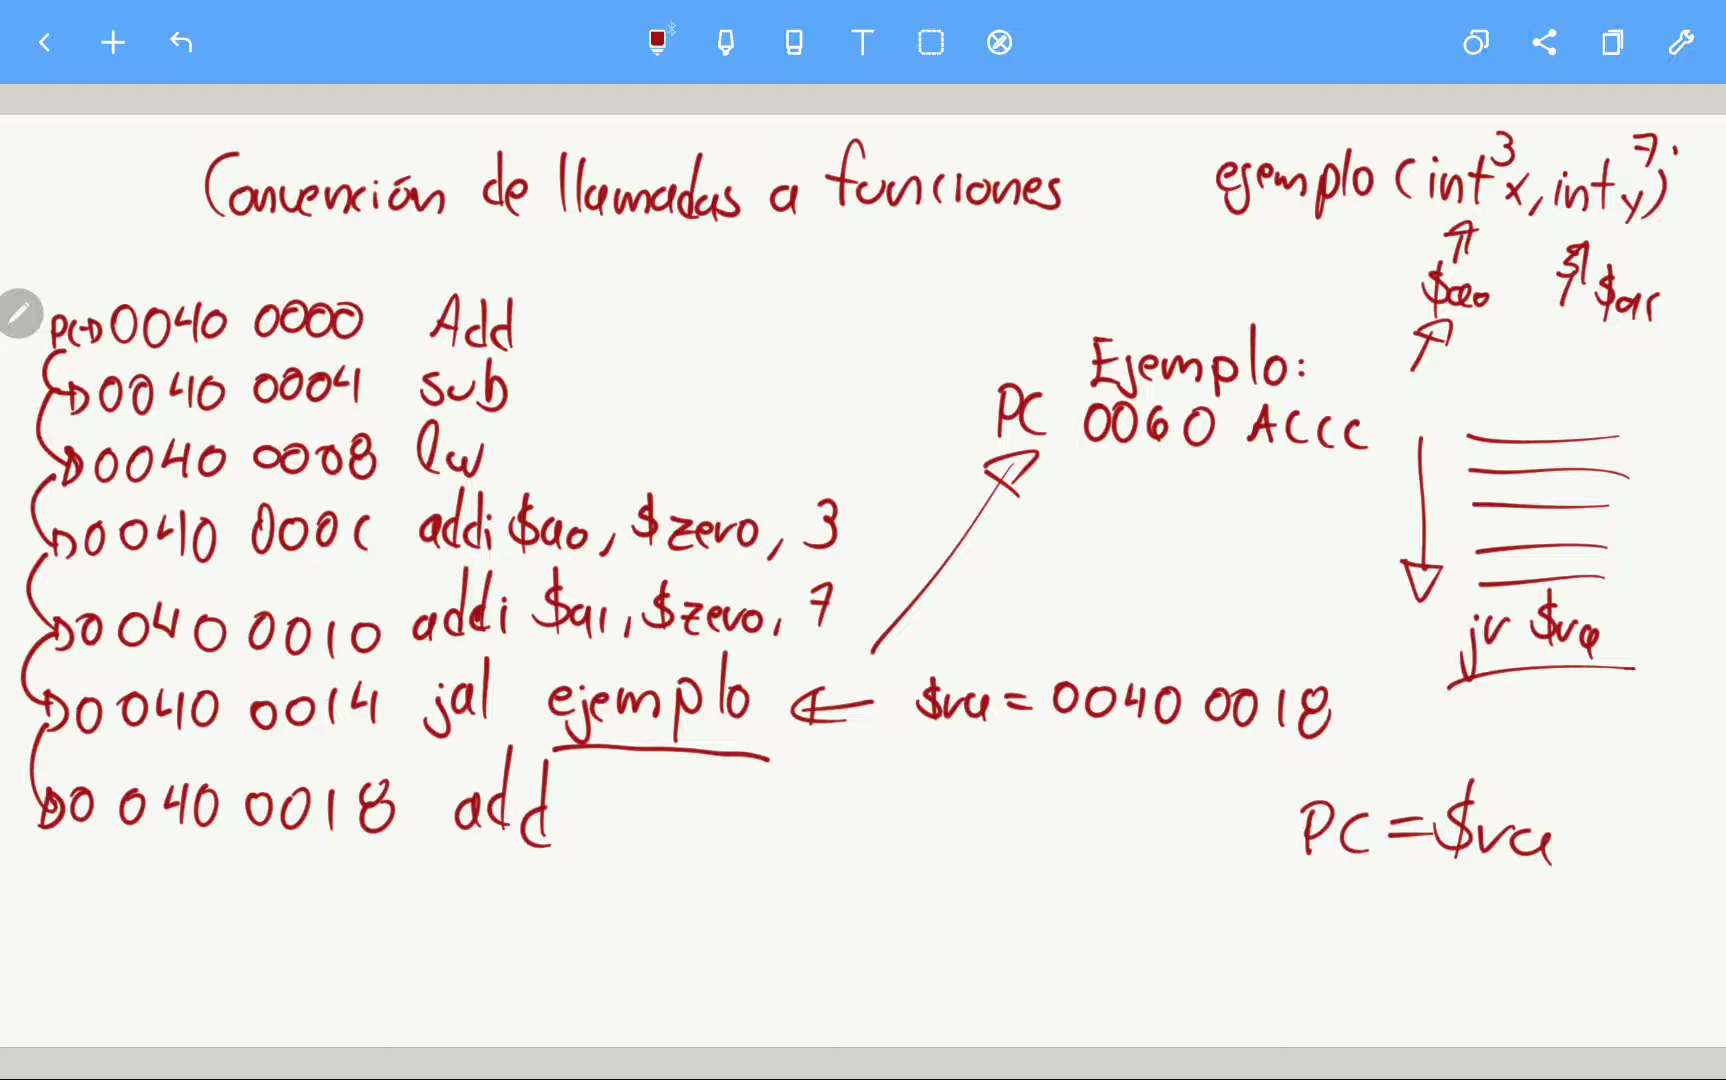 Convención de llamadas a funciones
ejemplo (int x, int y)
3 7
$a0 $a1
PC→ 0040 0000 Add
0040 0004 sub
0040 0008 lw
0040 000C addi $a0, $zero, 3
0040 0010 addi $a1, $zero, 7
0040 0014 jal ejemplo ← $ra = 0040 0018
0040 0018 add
Ejemplo:
PC 0060 ACCC
jr $ra
PC = $ra